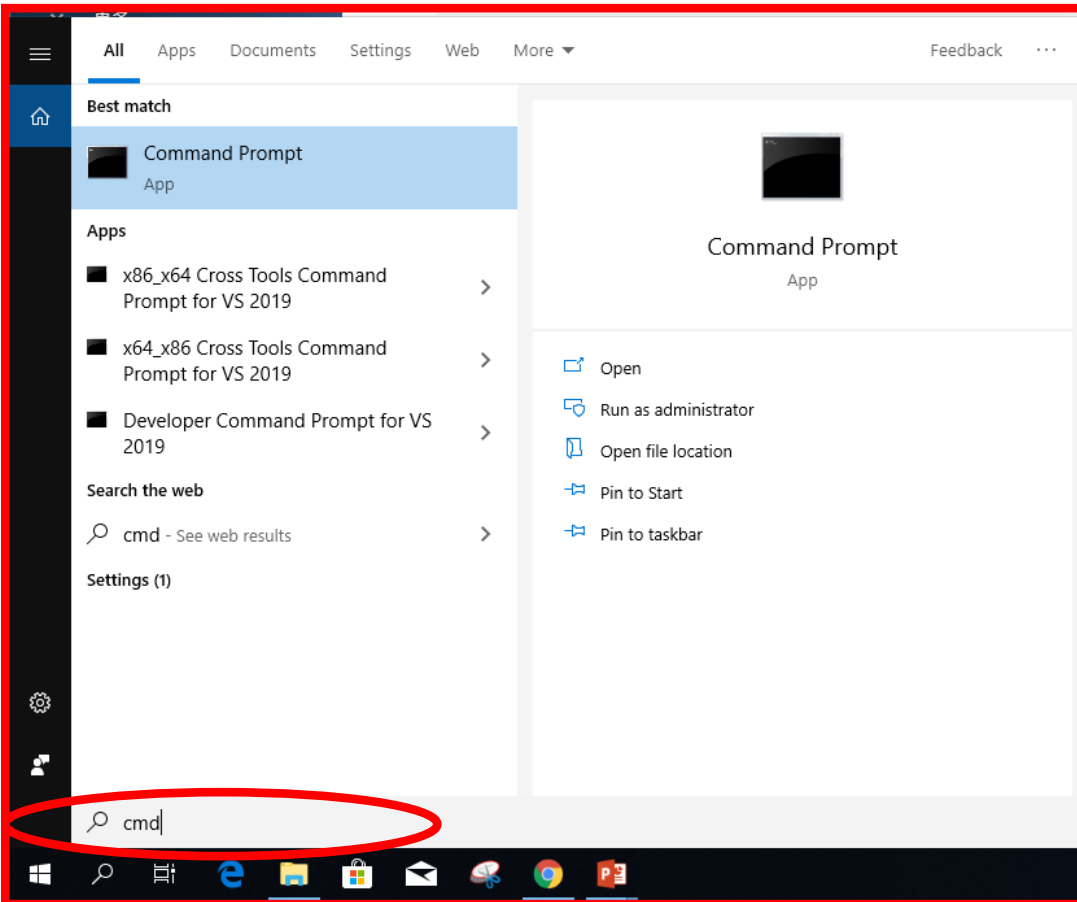 All Apps Documents Settings Web More Feedback ...
Best match
Command Prompt
App
Apps
x86_x64 Cross Tools Command
Prompt for VS 2019
x64_x86 Cross Tools Command
Prompt for VS 2019
Developer Command Prompt for VS
2019
Search the web
cmd - See web results
Settings (1)
Command Prompt
App
Open
Run as administrator
Open file location
Pin to Start
Pin to taskbar
cmd